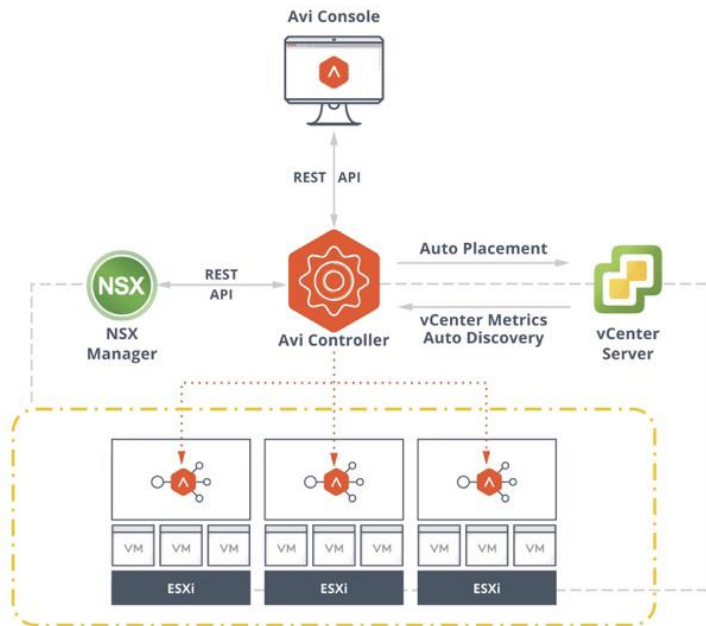 Avi Console
REST API
Auto Placement
NSX
REST
API
NSX
Manager
Avi Controller
vCenter Metrics
Auto Discovery
vCenter
Server
VM VM VM VM VM VM VM VM VM
ESXi ESXi ESXi